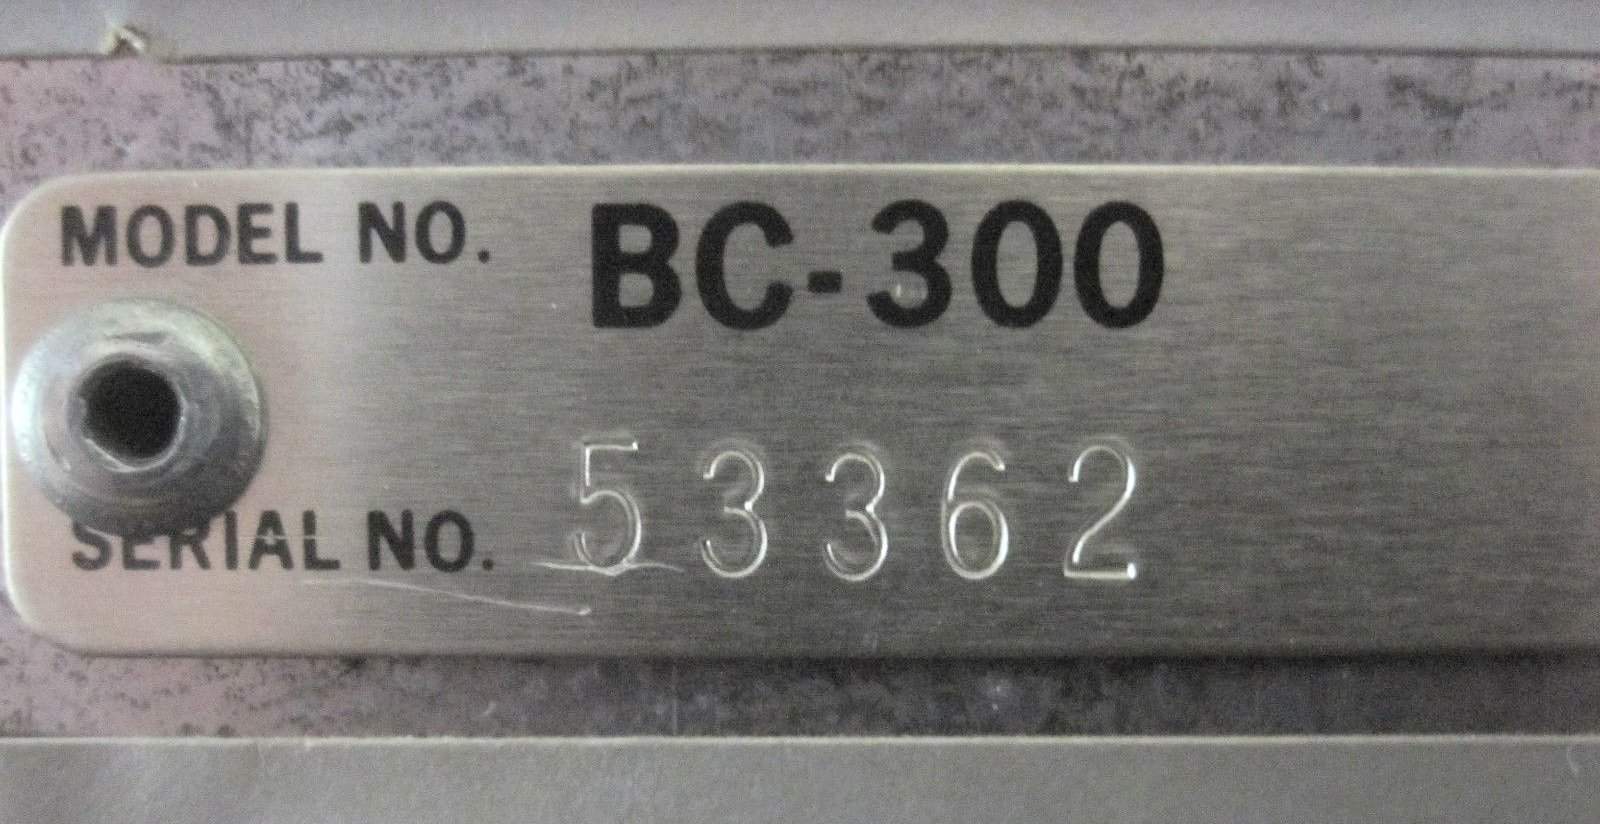 MODEL NO. BC-300
SERIAL NO. 53362